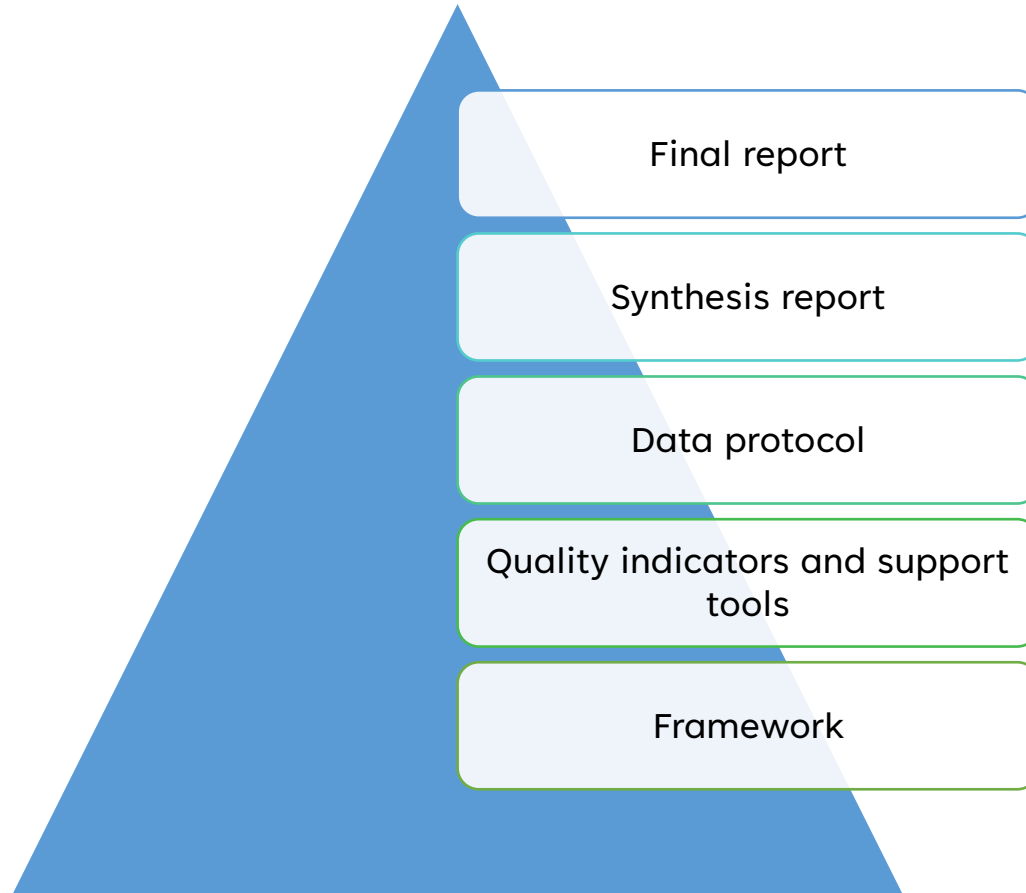 Final report
Synthesis report
Data protocol
Quality indicators and support
tools
Framework